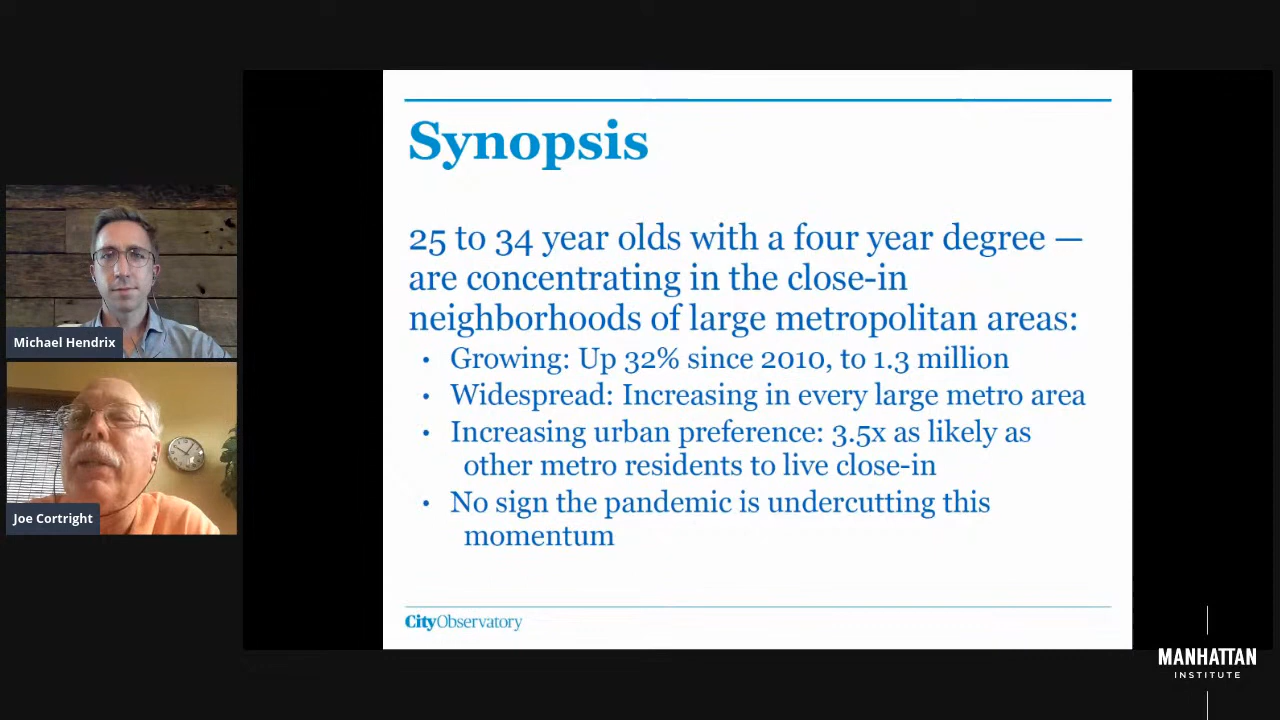 Synopsis
25 to 34 year olds with a four year degree —
are concentrating in the close-in
neighborhoods of large metropolitan areas:
• Growing: Up 32% since 2010, to 1.3 million
• Widespread: Increasing in every large metro area
• Increasing urban preference: 3.5x as likely as
other metro residents to live close-in
• No sign the pandemic is undercutting this
momentum
CityObservatory
Michael Hendrix
Joe Cortright
MANHATTAN
INSTITUTE